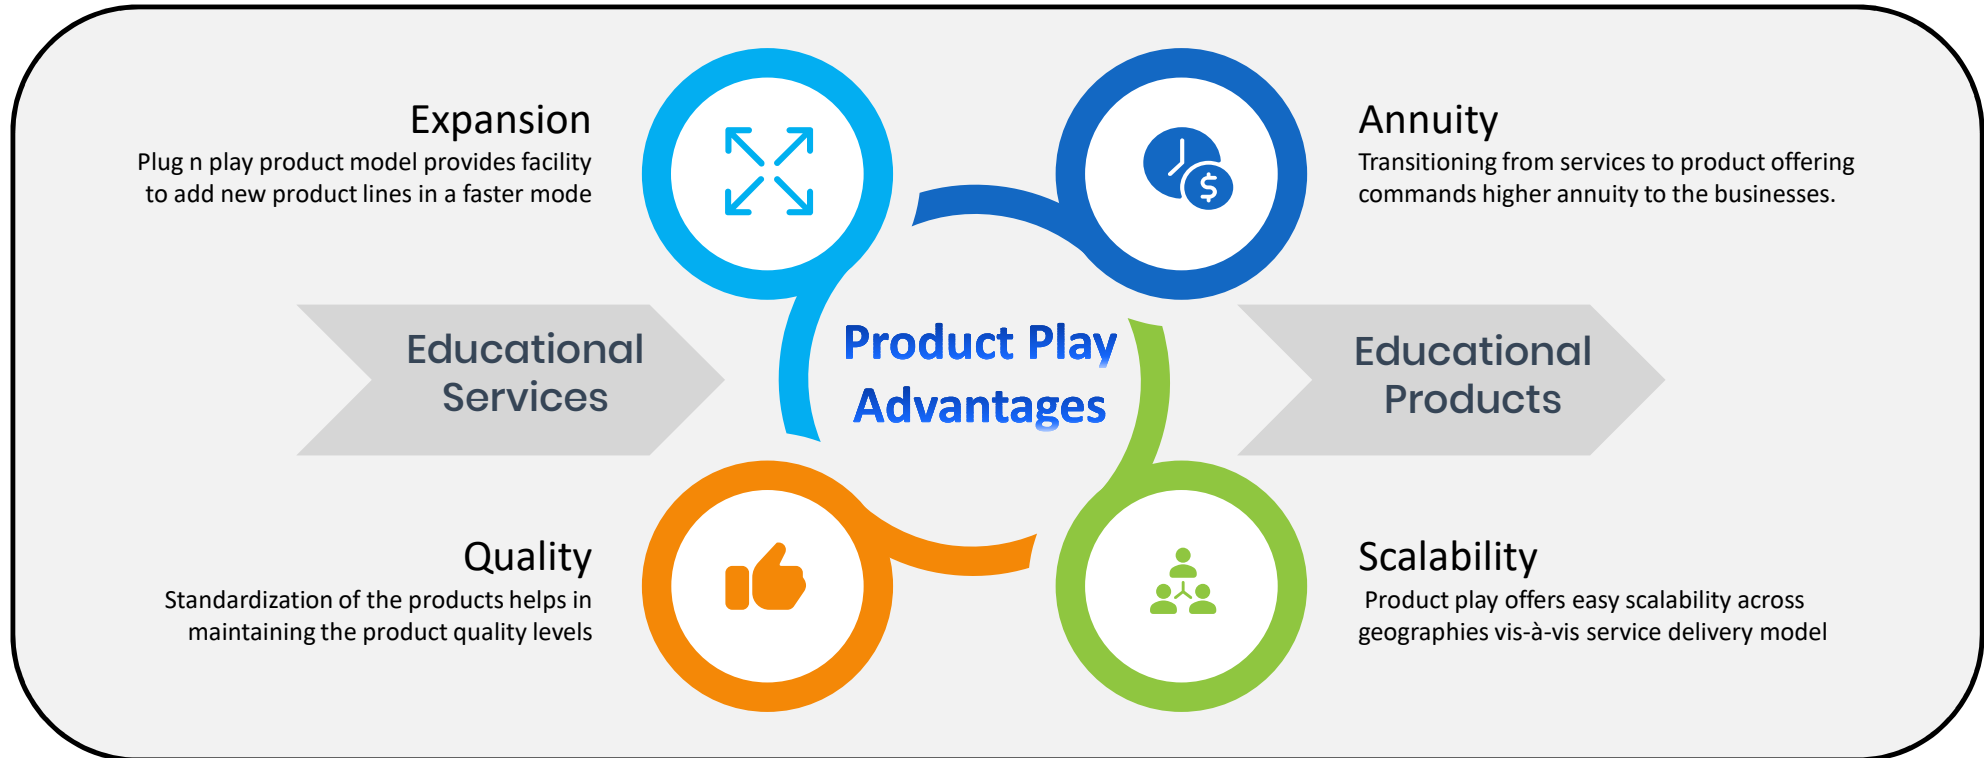 Expansion
Plug n play product model provides facility
to add new product lines in a faster mode
Annuity
Transitioning from services to product offering
commands higher annuity to the businesses.
Educational
Services
Product Play
Advantages
Educational
Products
Quality
Standardization of the products helps in
maintaining the product quality levels
Scalability
Product play offers easy scalability across
geographies vis-à-vis service delivery model
$